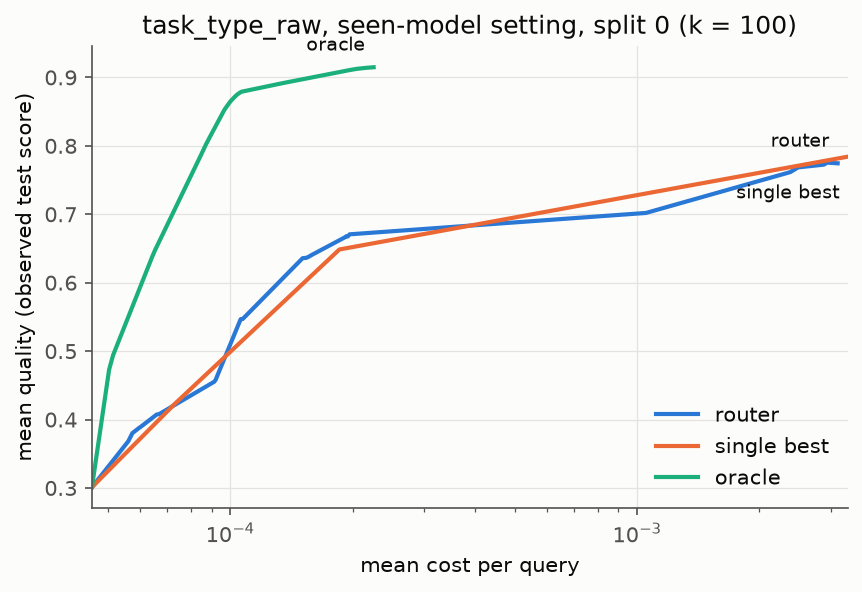 task_type_raw, seen-model setting, split 0 (k = 100)
oracle
router
single best
mean quality (observed test score)
0.9
0.8
0.7
0.6
0.5
0.4
0.3
router
single best
oracle
10⁻⁴
10⁻³
mean cost per query